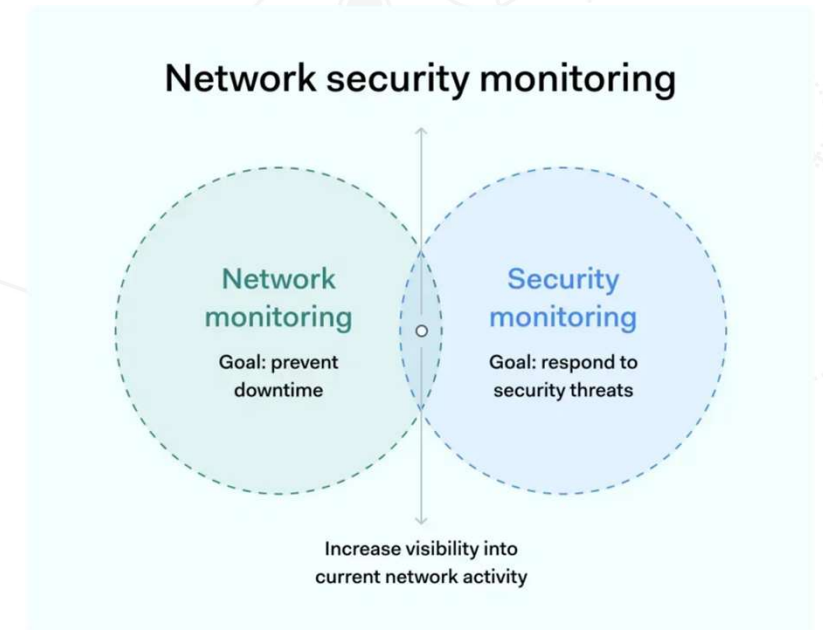 Network security monitoring
Network
monitoring
Goal: prevent
downtime
Security
monitoring
Goal: respond to
security threats
Increase visibility into
current network activity